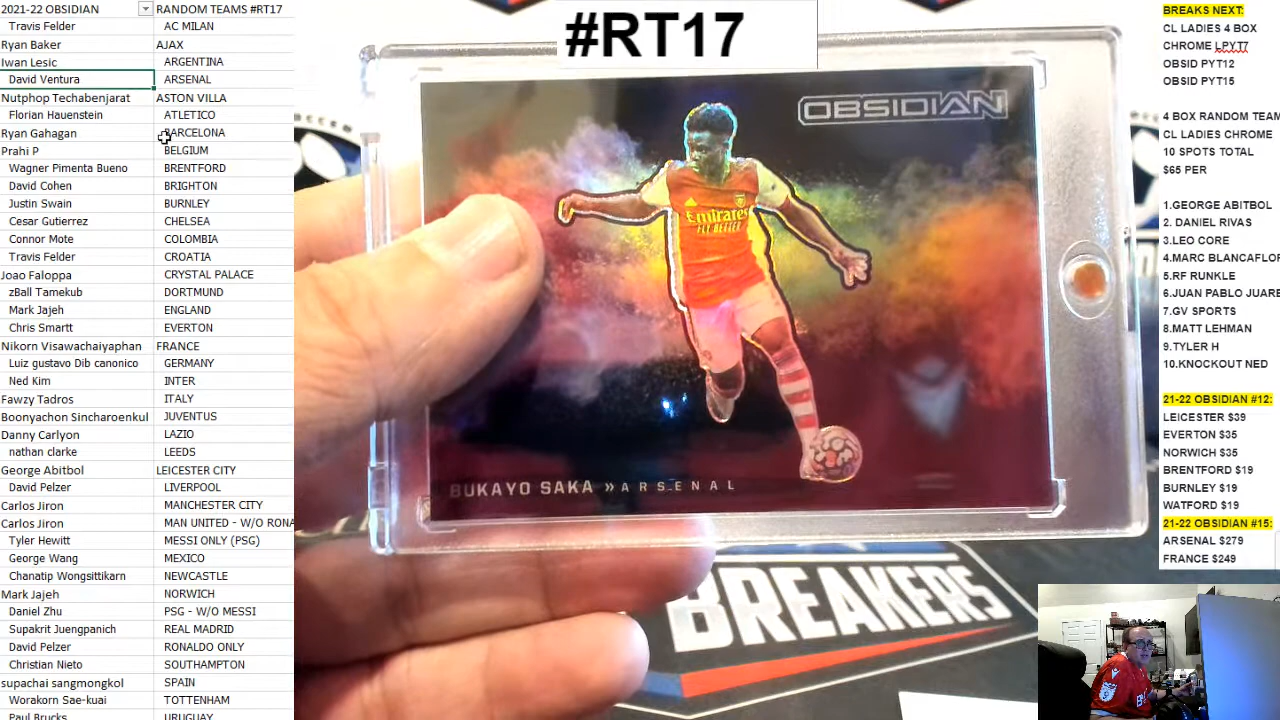 2021-22 OBSIDIAN RANDOM TEAMS #RT17
Tyler Felder AC MILAN
Ryan Baker AJAX
Iwan Lesic ARGENTINA
David Ventura ARSENAL
Nutphop Techabenjarat ASTON VILLA
LETICO
Ryan Gahagan BARCELONA
Prahi P BELGIUM
Wagner Pimenta Bueno BRENTFORD
David Cohen BRIGHTON
Justin Swain BURNLEY
Cesar Gutierrez CHELSEA
Connor Mote COLOMBIA
Travis Felder CROATIA
Joao Faloppa CRYSTAL PALACE
zBall Tamekub DORTMUND
Mark Jajeh ENGLAND
Chris Smartt EVERTON
Nikorn Visawachaiyaphan FRANCE
Luiz gustavo Dib canonico GERMANY
Ned Kim INTER
Fawzy Tadros ITALY
Boonyachon Sincharoenkul JUVENTUS
Danny Carlyon LAZIO
nathan clarke LEEDS
George Abitbol LEICESTER CITY
David Pelzer LIVERPOOL
Carlos Jiron MANCHESTER CITY
Carlos Jiron MAN UNITED - W/O RONA
Tyler Hewitt MESSI ONLY (PSG)
George Wang MEXICO
Chanatip Wongsittikarn NEWCASTLE
Mark Jajeh NORWICH
Daniel Zhu PSG - W/O MESSI
Supakrit Juengpanich REAL MADRID
David Pelzer RONALDO ONLY
Christian Nieto SOUTHAMPTON
supachai sangmongkol SPAIN
Worakorn Sae-kuai TOTTENHAM
Paul Brucks URUGUAY
#RT17
OBSIDIAN
Emirates
FLY BETTER
BUKAYO SAKA » ARSENAL
BREAKERS
BREAKS NEXT:
CL LADIES 4 BOX
CHROME LPYT7
OBSD PYT12
OBSID PYT15
4 BOX RANDOM TEAM
CL LADIES CHROME
10 SPOTS TOTAL
$65 PER
1.GEORGE ABITBOL
2. DANIEL RIVAS
3.LEO CORE
4.MARC BLANCAFLOR
5.RF RUNKLE
6.JUAN PABLO JUARE
7.GV SPORTS
8.MATT LEHMAN
9.TYLER H
10.KNOCKOUT NED
21-22 OBSIDIAN #12:
LEICESTER $39
EVERTON $35
NORWICH $35
BRENTFORD $19
BURNLEY $19
WATFORD $19
21-22 OBSIDIAN #15:
ARSENAL $279
FRANCE $249